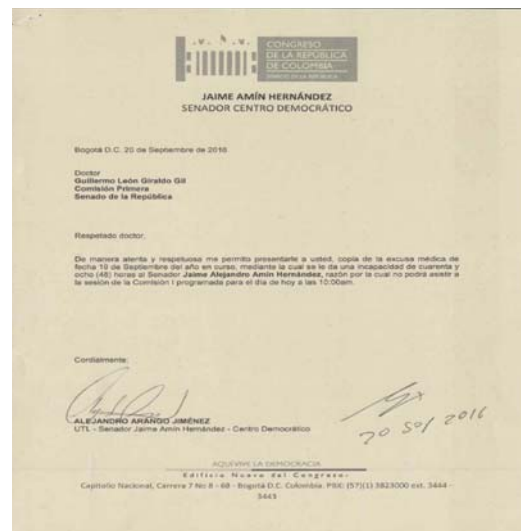 CONGRESO
DE LA REPÚBLICA
DE COLOMBIA
JAIME AMÍN HERNÁNDEZ
SENADOR CENTRO DEMOCRÁTICO
Bogotá D.C. 20 de Septiembre de 2016.
Doctor
Guillermo León Giraldo Gil
Comisión Primera
Senado de la República
Respetado doctor,
De manera atenta y respetuosa me permito presentarle a usted, copia de la excusa médica de
fecha 19 de Septiembre del año en curso, mediante la cual se le da una incapacidad de cuarenta y
ocho (48) horas al Senador Jaime Alejandro Amín Hernández, razón por la cual no podrá asistir a
la sesión de la Comisión I programada para el día de hoy a las 10:00am.
Cordialmente:
ALEJANDRO ARANGO JIMÉNEZ
UTL - Senador Jaime Amín Hernández - Centro Democrático
20 2016
AQUÍVIVE LA DEMOCRACIA
Edificio Nuevo del Congreso-
Capitolio Nacional, Carrera 7 No 8 - 68 - Bogotá D.C. Colombia. PBX: (57)(1) 3823000 ext. 3444 -
3443